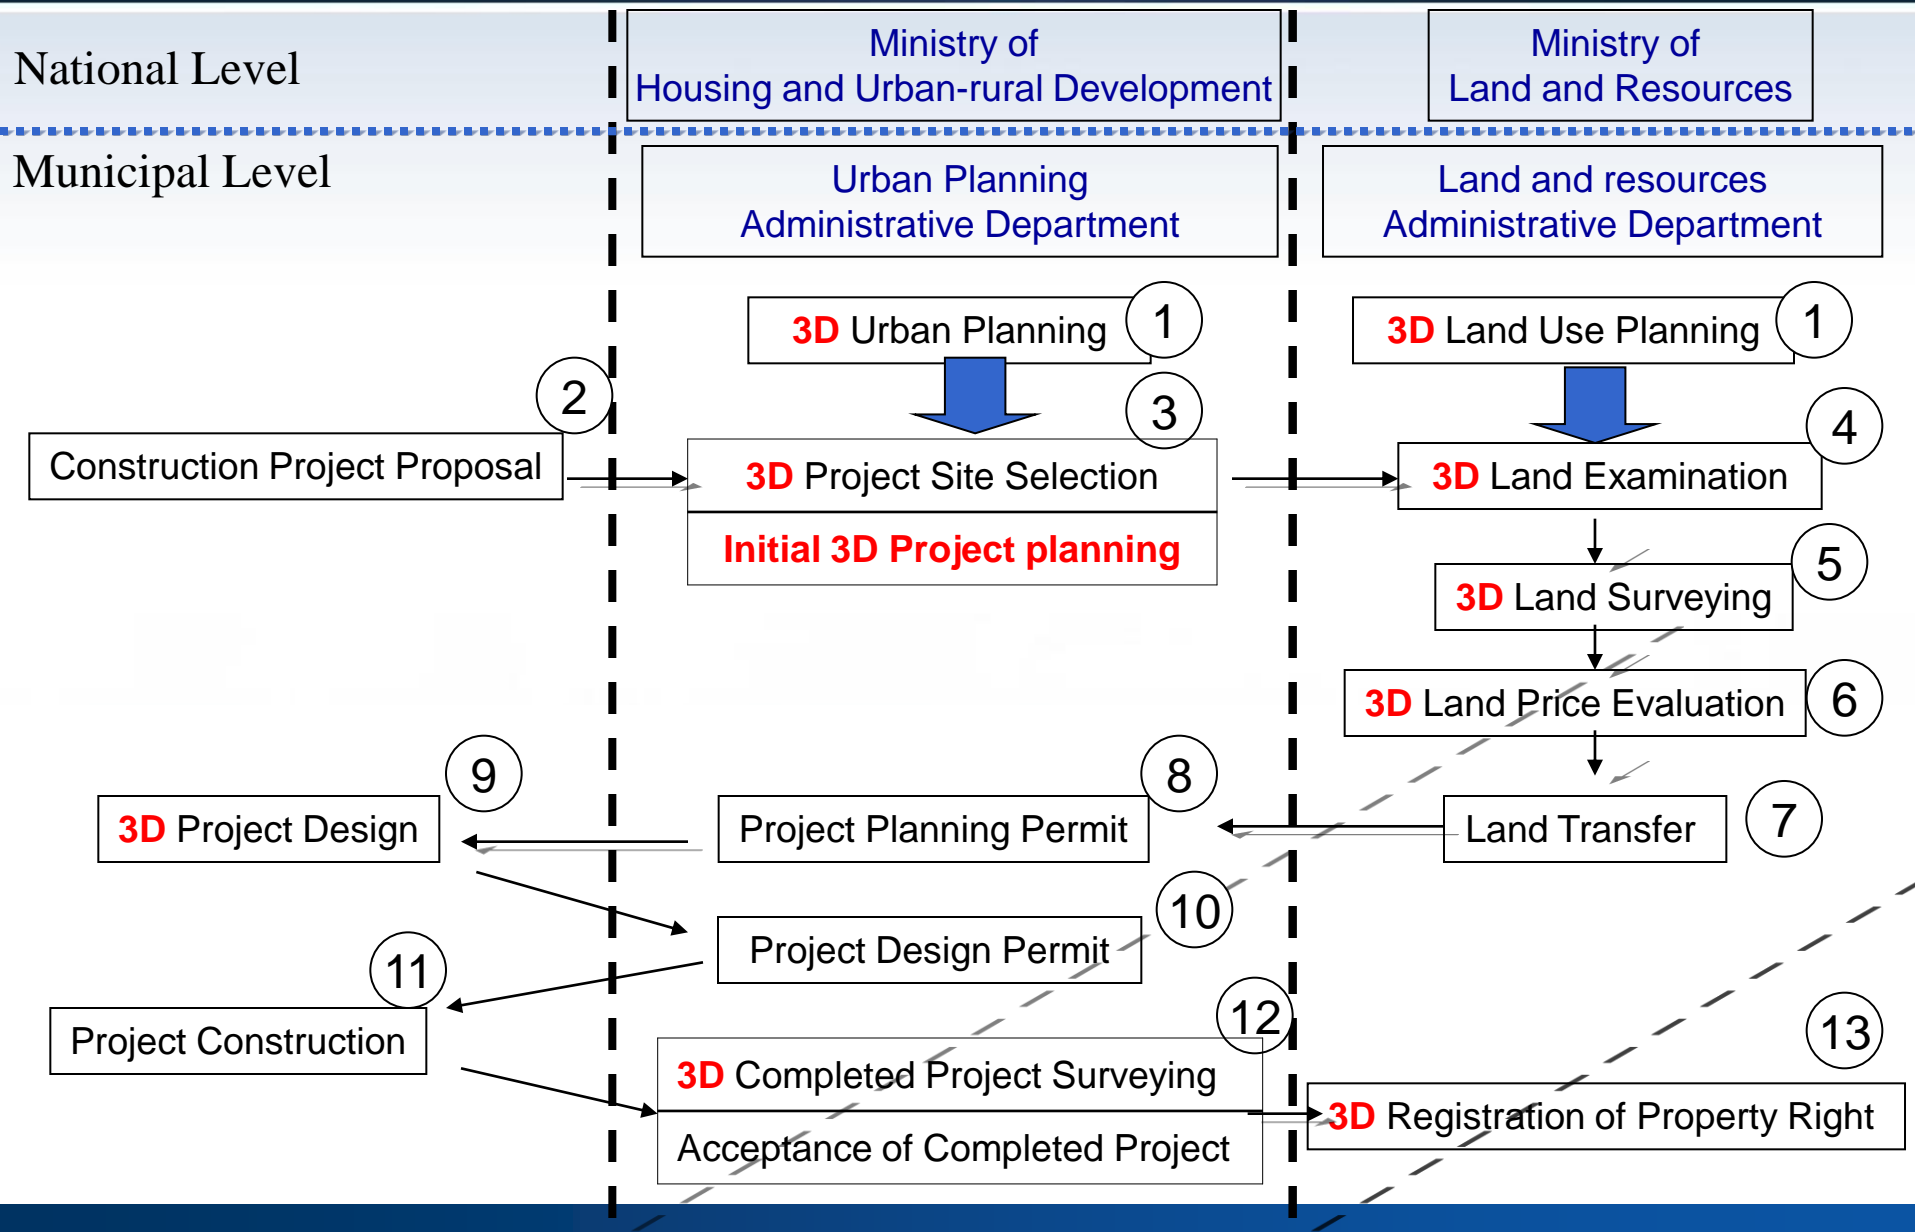 National Level
Ministry of
Housing and Urban-rural Development
Ministry of
Land and Resources
Municipal Level
Urban Planning
Administrative Department
Land and resources
Administrative Department
3D Urban Planning
1
3D Land Use Planning
1
2
Construction Project Proposal
3
3D Project Site Selection
Initial 3D Project planning
4
3D Land Examination
5
3D Land Surveying
6
3D Land Price Evaluation
9
3D Project Design
8
Project Planning Permit
7
Land Transfer
10
Project Design Permit
11
Project Construction
12
3D Completed Project Surveying
Acceptance of Completed Project
13
3D Registration of Property Right